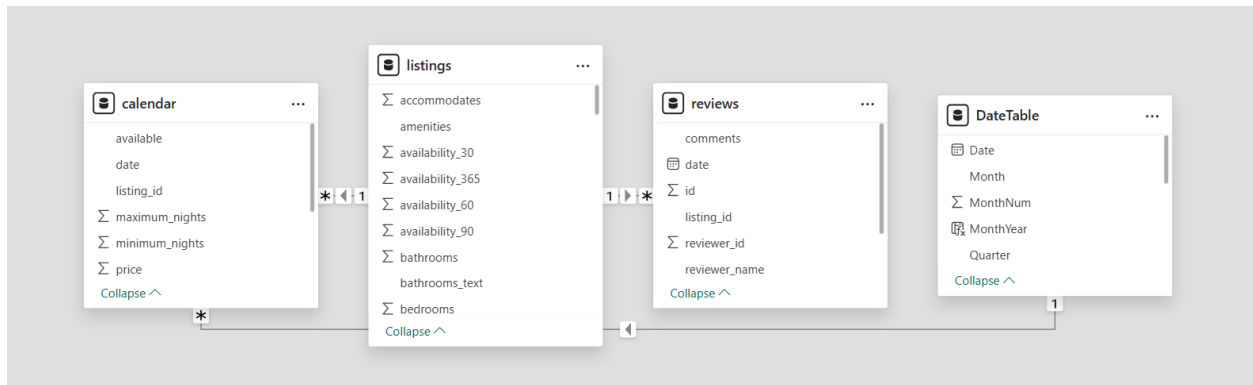 calendar
...
available
date
listing_id
∑ maximum_nights
∑ minimum_nights
∑ price
Collapse
* 1
listings
...
∑ accommodates
amenities
∑ availability_30
∑ availability_365
∑ availability_60
∑ availability_90
∑ bathrooms
bathrooms_text
∑ bedrooms
Collapse
1 *
reviews
...
comments
date
∑ id
listing_id
∑ reviewer_id
reviewer_name
Collapse
DateTable
...
Date
Month
∑ MonthNum
MonthYear
Quarter
Collapse
* 1